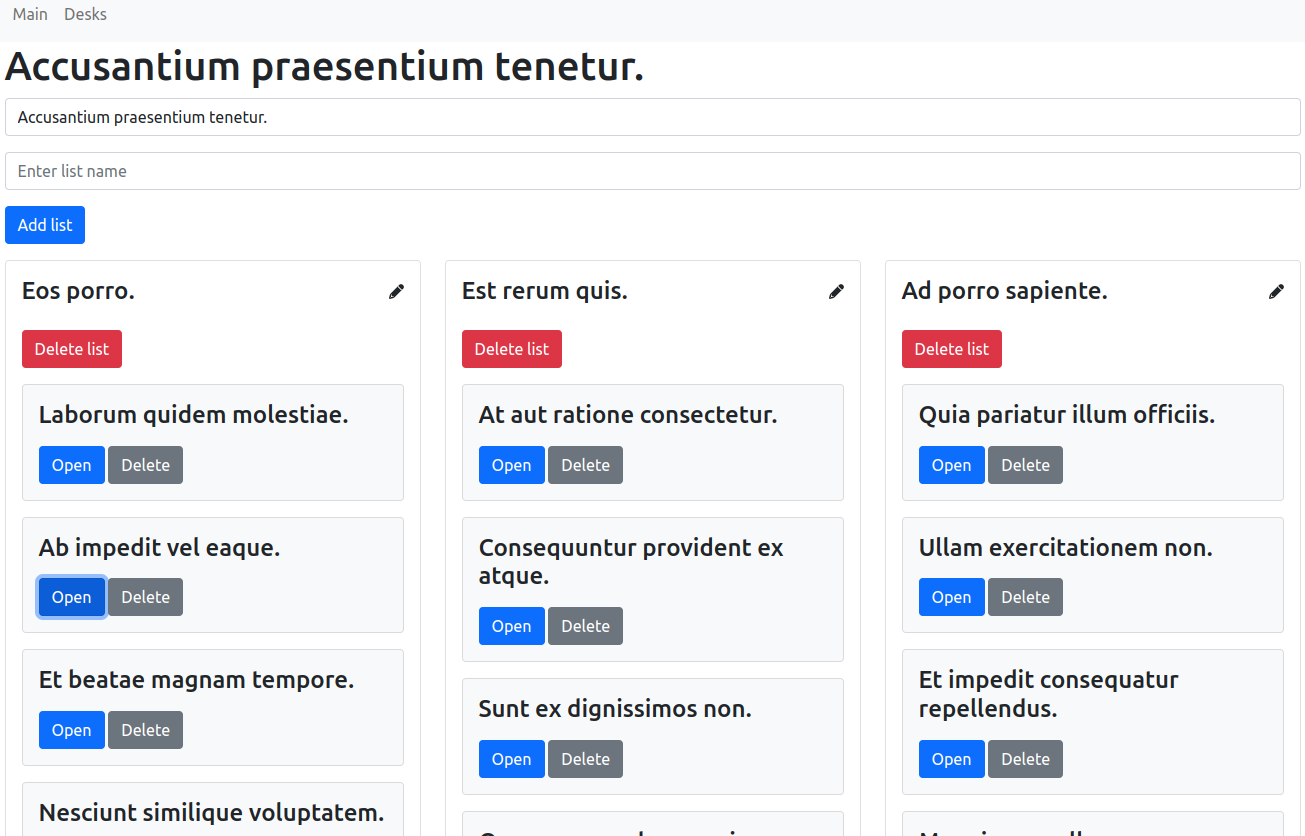 Main Desks
Accusantium praesentium tenetur.
Accusantium praesentium tenetur.
Enter list name
Add list
Eos porro.
Delete list
Laborum quidem molestiae.
Open Delete
Ab impedit vel eaque.
Open Delete
Et beatae magnam tempore.
Open Delete
Nesciunt similique voluptatem.
Est rerum quis.
Delete list
At aut ratione consectetur.
Open Delete
Consequuntur provident ex
atque.
Open Delete
Sunt ex dignissimos non.
Open Delete
Ad porro sapiente.
Delete list
Quia pariatur illum officiis.
Open Delete
Ullam exercitationem non.
Open Delete
Et impedit consequatur
repellendus.
Open Delete